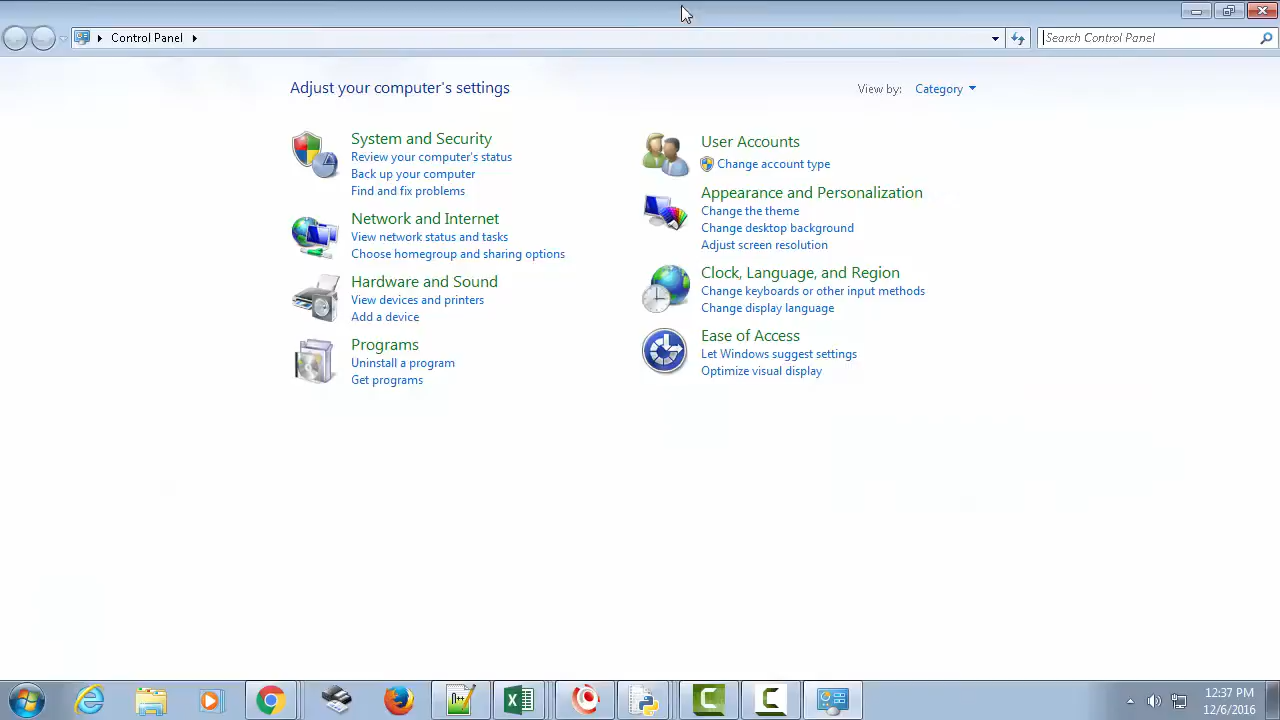 Control Panel
Search Control Panel
Adjust your computer's settings
View by: Category
System and Security
Review your computer's status
Back up your computer
Find and fix problems
Network and Internet
View network status and tasks
Choose homegroup and sharing options
Hardware and Sound
View devices and printers
Add a device
Programs
Uninstall a program
Get programs
User Accounts
Change account type
Appearance and Personalization
Change the theme
Change desktop background
Adjust screen resolution
Clock, Language, and Region
Change keyboards or other input methods
Change display language
Ease of Access
Let Windows suggest settings
Optimize visual display
12:37 PM
12/6/2016